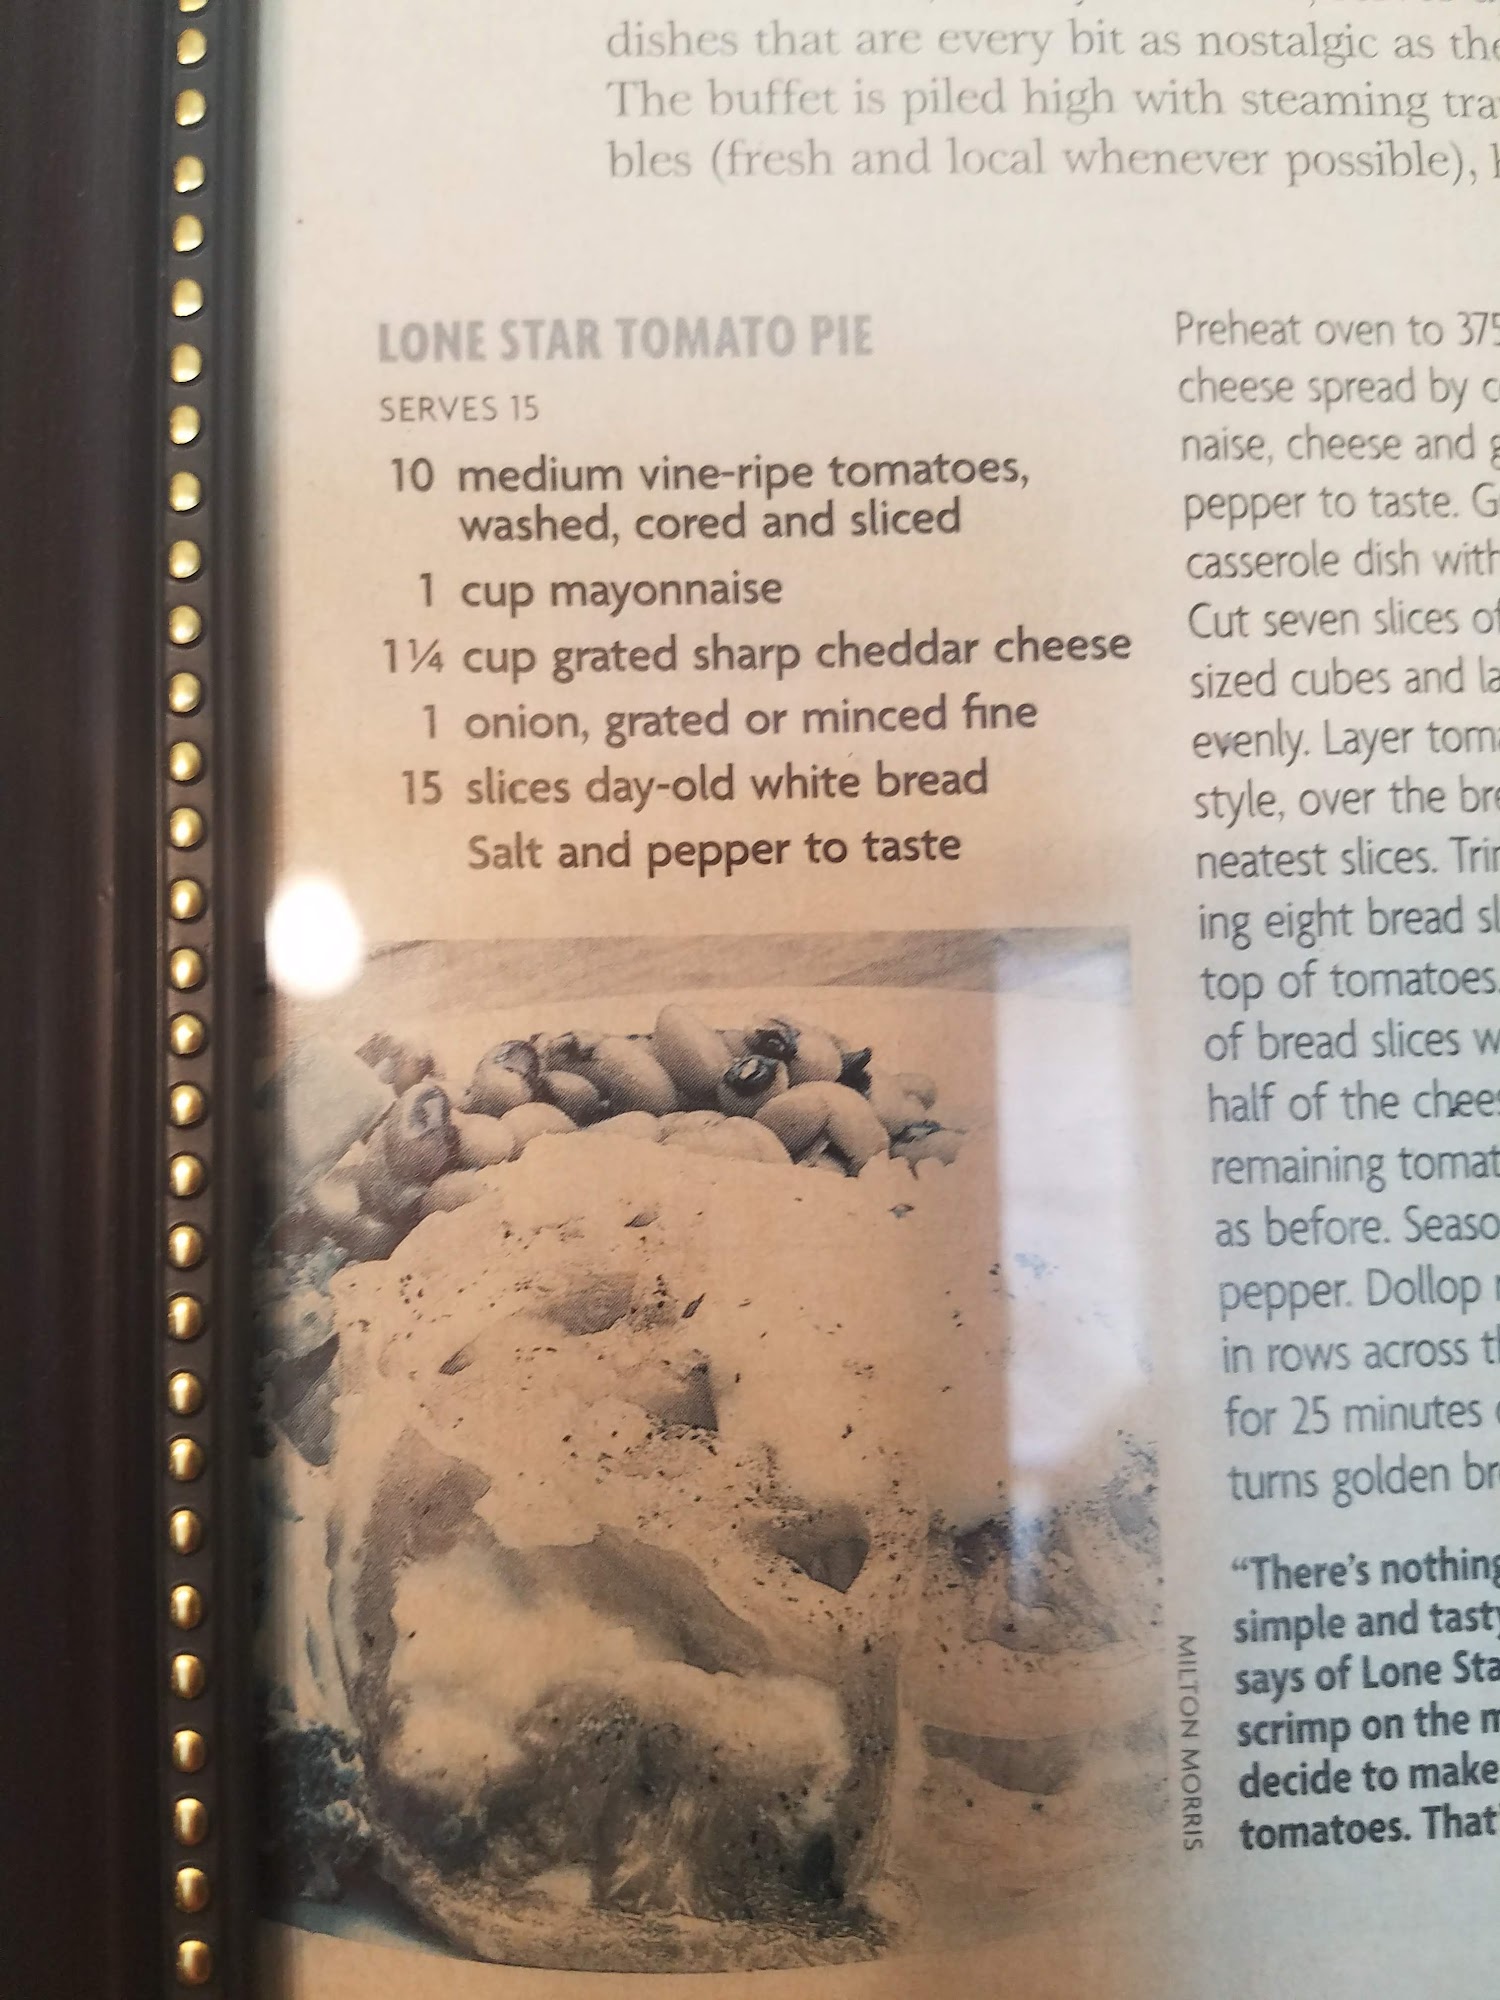 dishes that are every bit as nostalgic as the
The buffet is piled high with steaming
bles (fresh and local whenever possible),
LONE STAR TOMATO PIE
SERVES 15
10 medium vine-ripe tomatoes,
washed, cored and sliced
1 cup mayonnaise
1¼ cup grated sharp cheddar cheese
1 onion, grated or minced fine
15 slices day-old white bread
Salt and pepper to taste
Preheat oven to 375
cheese spread by
naise, cheese and
pepper to taste.
casserole dish with
Cut seven slices of
sized cubes and
evenly. Layer
style, over the
neatest slices.
ing eight bread
top of tomatoes.
of bread slices
half of the
remaining
as before.
pepper. Dollop
in rows across
for 25 minutes
turns golden
“There's nothing
simple and tasty
says of Lone
scrimp on the
decide to make
tomatoes.
MILTON MORRIS